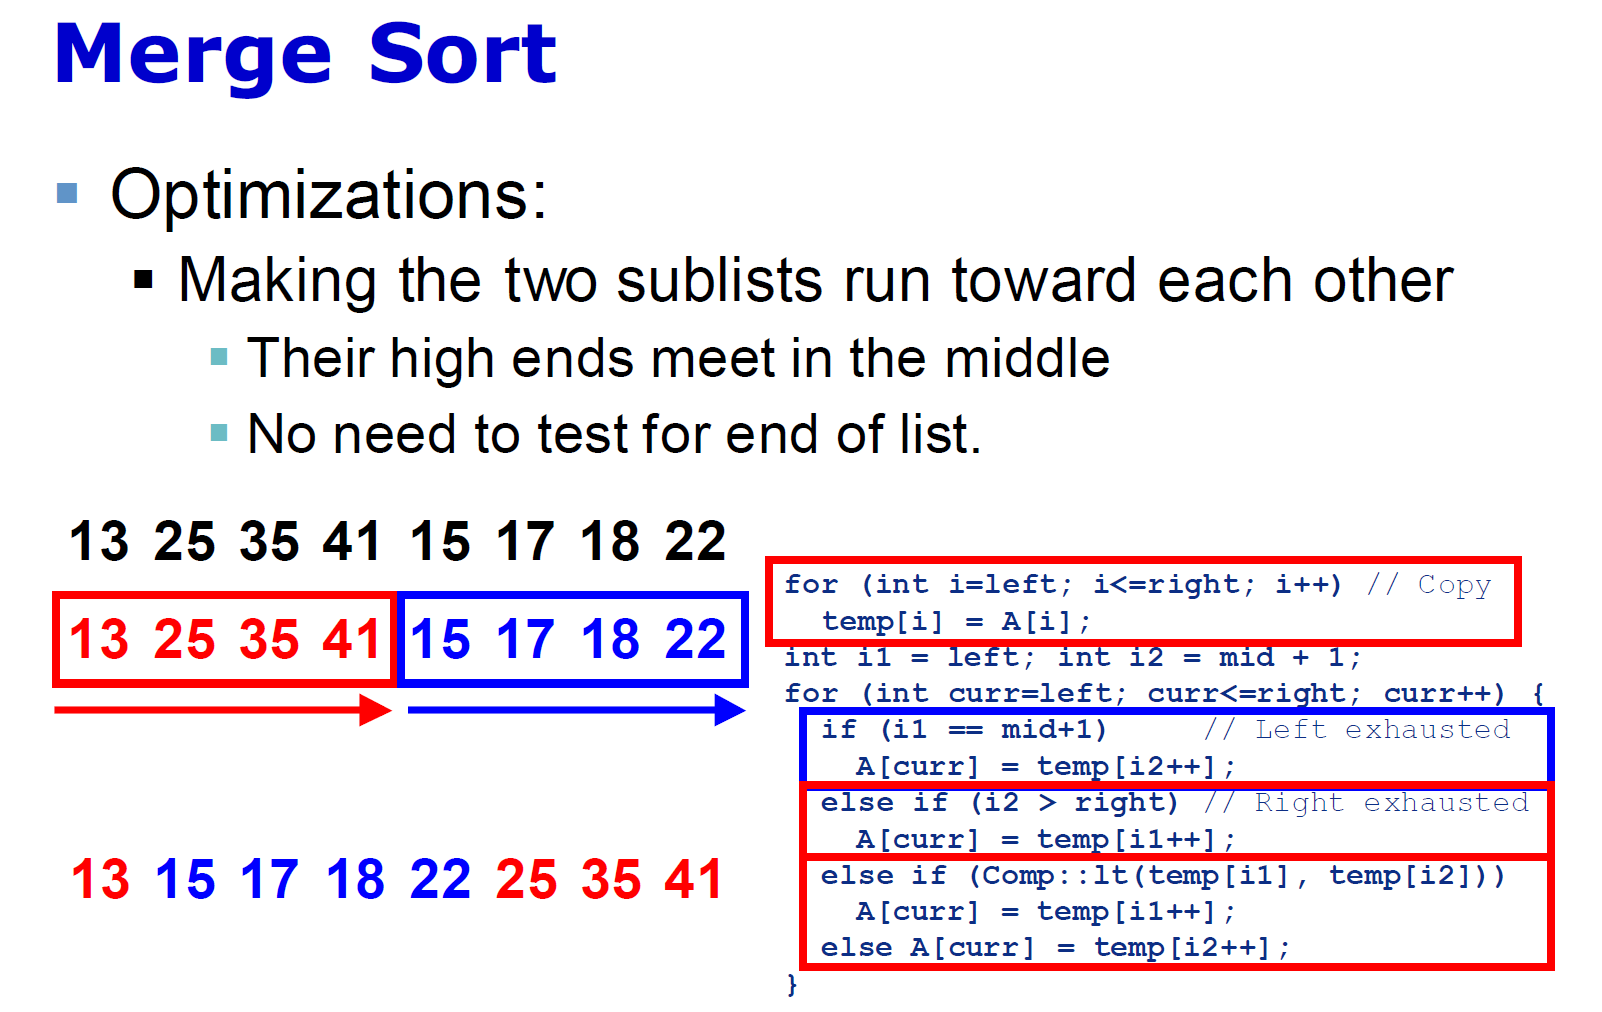 Merge Sort
Optimizations:
Making the two sublists run toward each other
Their high ends meet in the middle
No need to test for end of list.
13 25 35 41 15 17 18 22
13 25 35 41 15 17 18 22
13 15 17 18 22 25 35 41
for (int i=left; i<=right; i++) // Copy
temp[i] = A[i];
int i1 = left; int i2 = mid + 1;
for (int curr=left; curr<=right; curr++) {
if (i1 == mid+1) // Left exhausted
A[curr] = temp[i2++];
else if (i2 > right) // Right exhausted
A[curr] = temp[i1++];
else if (Comp::lt(temp[i1], temp[i2]))
A[curr] = temp[i1++];
else A[curr] = temp[i2++];
}